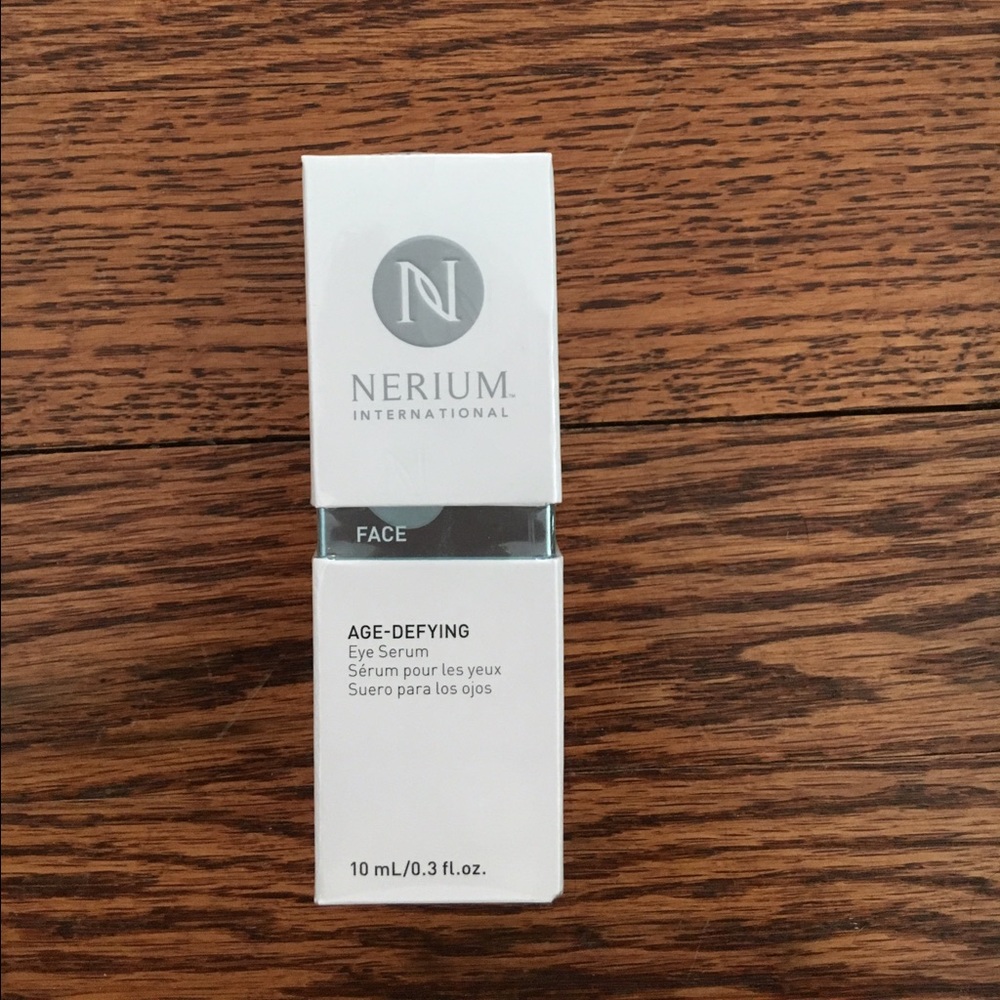 N
NERIUM™
INTERNATIONAL
FACE
AGE-DEFYING
Eye Serum
Sérum pour les yeux
Suero para los ojos
10 mL/0.3 fl.oz.